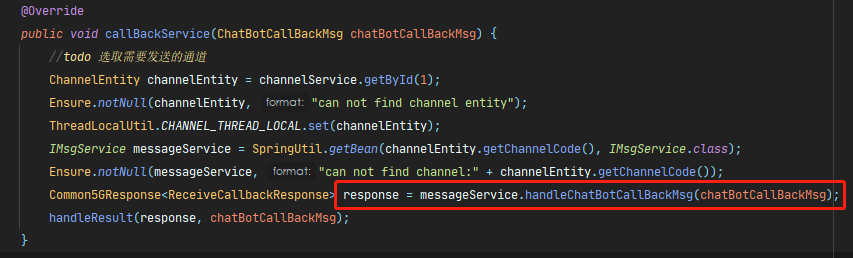 @Override
public void callBackService(ChatBotCallBackMsg chatBotCallBackMsg) {
//todo 选取需要发送的通道
ChannelEntity channelEntity = channelService.getById(1);
Ensure.notNull(channelEntity, format: "can not find channel entity");
ThreadLocalUtil.CHANNEL_THREAD_LOCAL.set(channelEntity);
IMsgService messageService = SpringUtil.getBean(channelEntity.getChannelCode(), IMsgService.class);
Ensure.notNull(messageService, format: "can not find channel:" + channelEntity.getChannelCode());
Common5GResponse<ReceiveCallbackResponse> response = messageService.handleChatBotCallBackMsg(chatBotCallBackMsg);
handleResult(response, chatBotCallBackMsg);
}